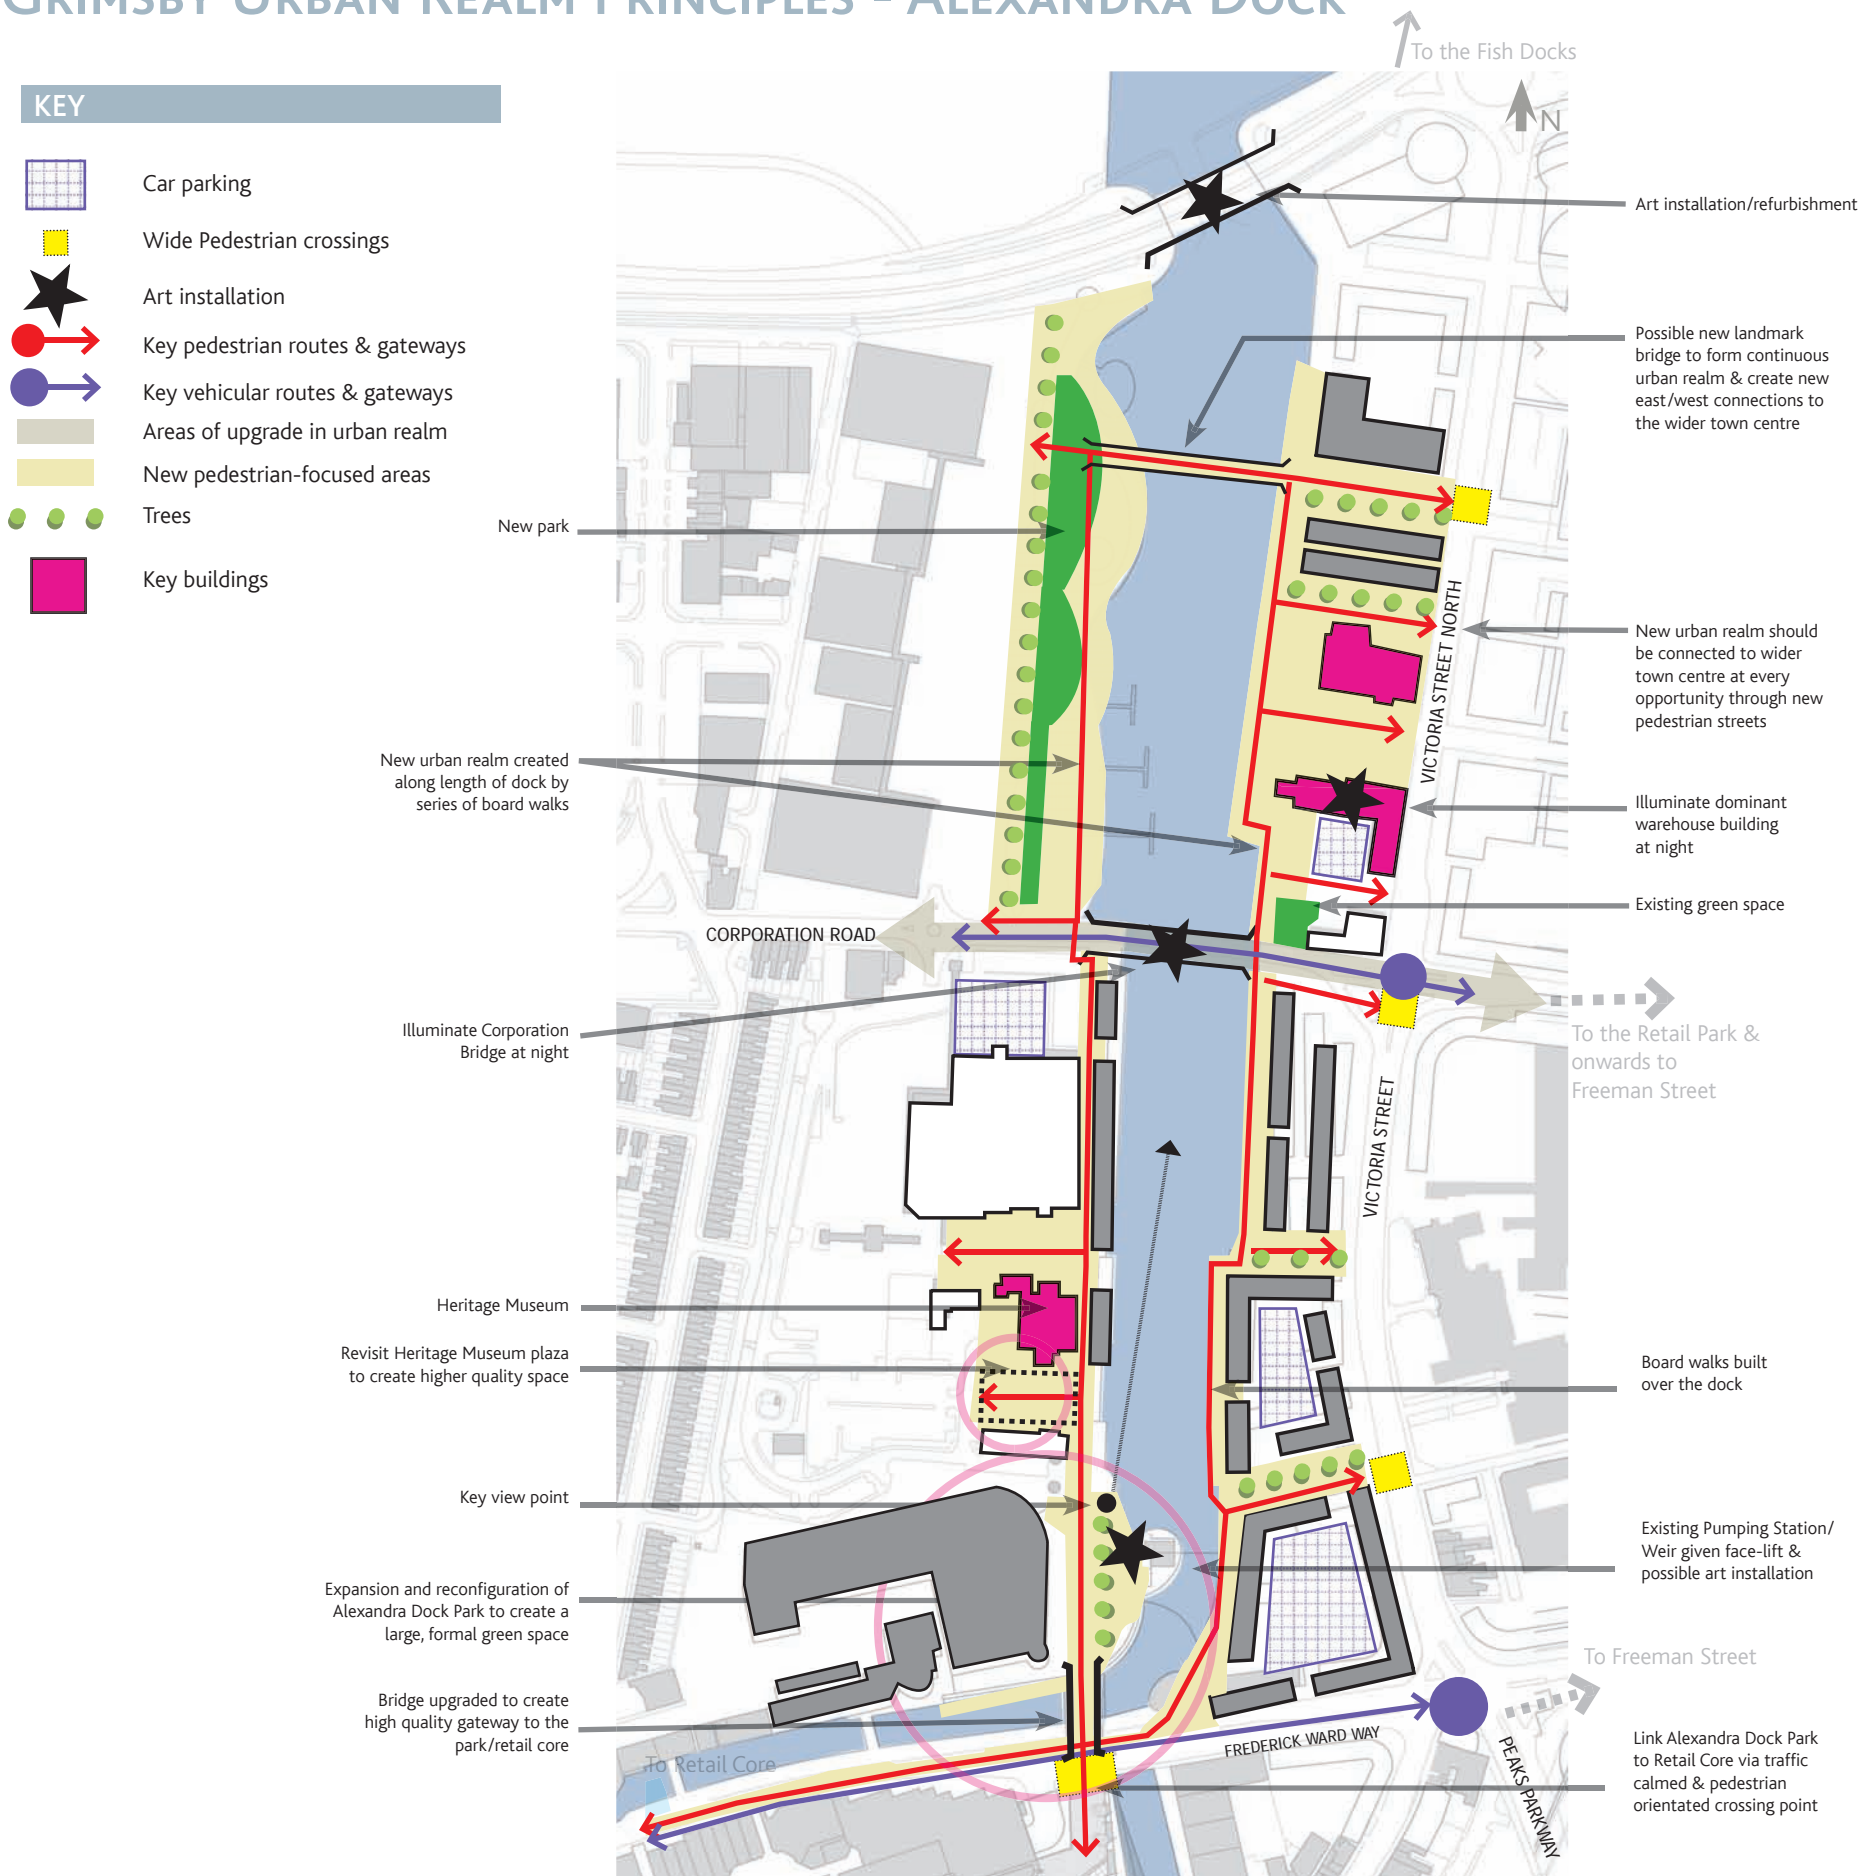 GRIMSBY URBAN REALM PRINCIPLES - ALEXANDRA DOCK
To the Fish Docks
N
KEY
Car parking
Wide Pedestrian crossings
Art installation
Key pedestrian routes & gateways
Key vehicular routes & gateways
Areas of upgrade in urban realm
New pedestrian-focused areas
Trees
Key buildings
Art installation/refurbishment
Possible new landmark
bridge to form continuous
urban realm & create new
east/west connections to
the wider town centre
New park
New urban realm should
be connected to wider
town centre at every
opportunity through new
pedestrian streets
VICTORIA STREET NORTH
New urban realm created
along length of dock by
series of board walks
Illuminate dominant
warehouse building
at night
Existing green space
CORPORATION ROAD
Illuminate Corporation
Bridge at night
To the Retail Park &
onwards to
Freeman Street
VICTORIA STREET
Heritage Museum
Revisit Heritage Museum plaza
to create higher quality space
Board walks built
over the dock
Key view point
Existing Pumping Station/
Weir given face-lift &
possible art installation
Expansion and reconfiguration of
Alexandra Dock Park to create a
large, formal green space
To Freeman Street
Bridge upgraded to create
high quality gateway to the
park/retail core
FREDERICK WARD WAY
PEAKS PARKWAY
To Retail Core
Link Alexandra Dock Park
to Retail Core via traffic
calmed & pedestrian
orientated crossing point